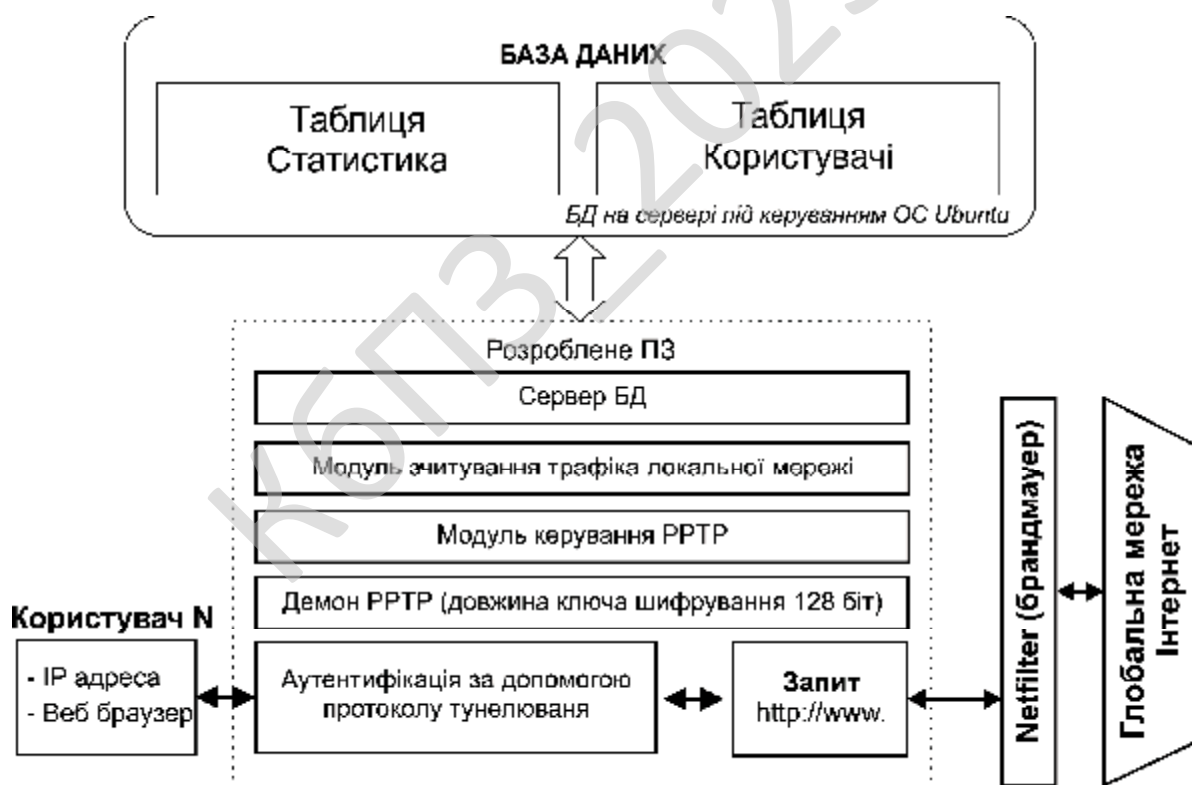 БАЗА ДАНИХ
Таблиця
Статистика
Таблиця
Користувачі
БД на сервері під керуванням ОС Ubuntu
Розроблене ПЗ
Сервер БД
Модуль зчитування трафіка локальної мережі
Модуль керування PPTP
Демон PPTP (довжина ключа шифрування 128 біт)
Користувач N
- IP адреса
- Веб браузер
Аутентифікація за допомогою
протоколу тунелюваня
Запит
http://www.
Netfilter (брандмауер)
Глобальна мережа
Інтернет